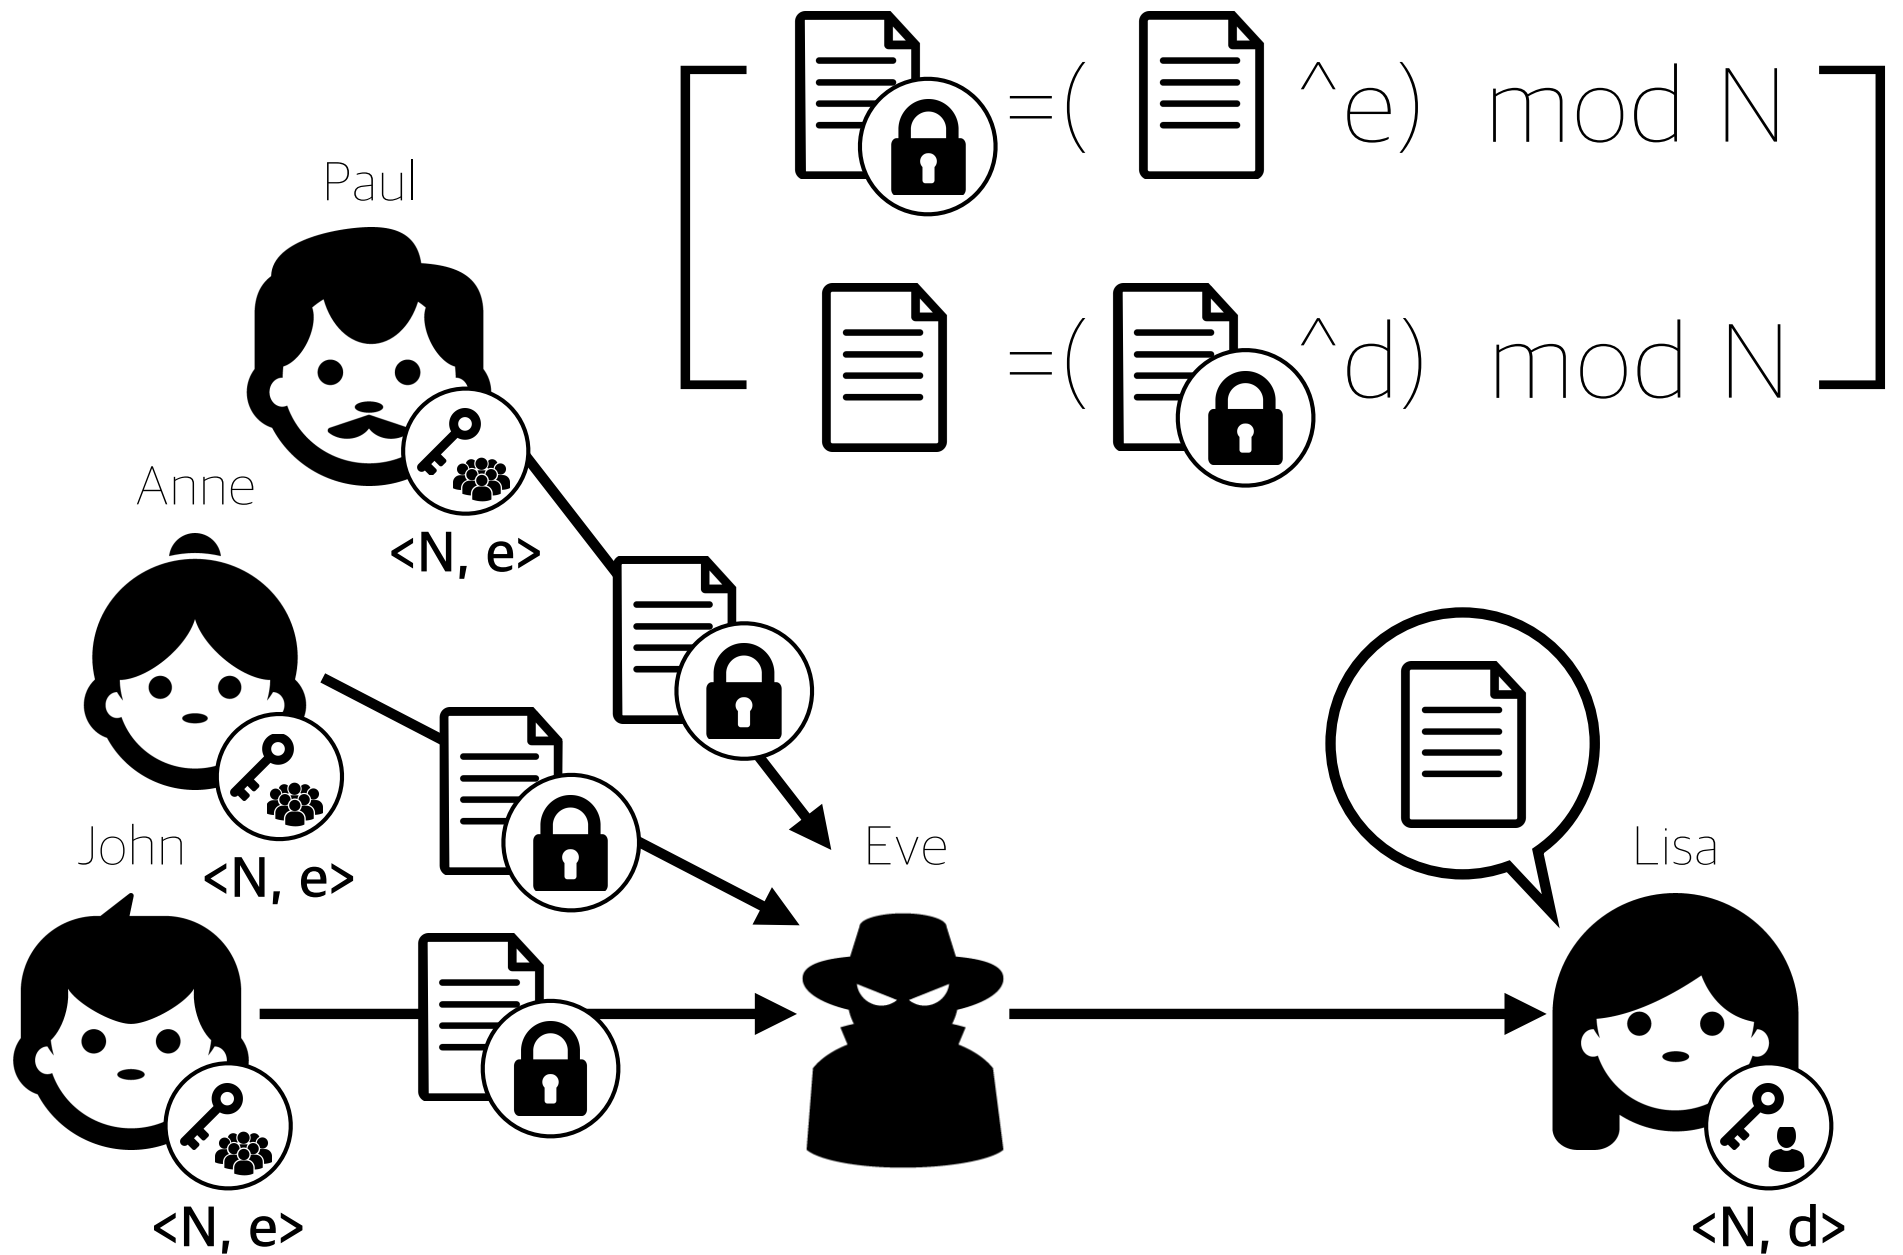 =( ^e) mod N
=( ^d) mod N
Paul
<N, e>
Anne
<N, e>
John
<N, e>
Eve
Lisa
<N, d>